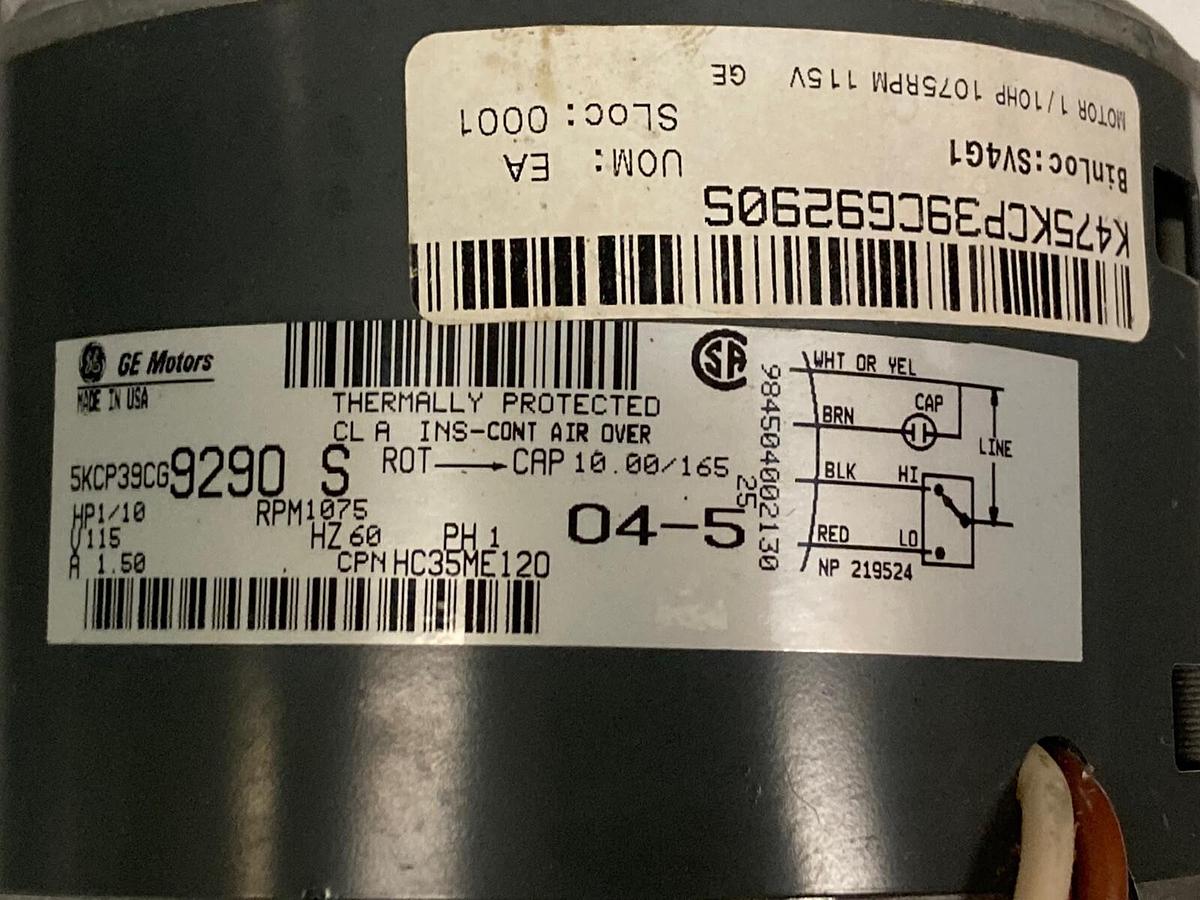 K475KCP39CG9290S
BinLoc:SV4G1
UOM: EA
SLoc: 0001
MOTOR 1/10HP 1075RPM 115V GE
GE GE Motors
MADE IN USA
THERMALLY PROTECTED
CL A INS-CONT AIR OVER
5KCP39CG9290 S ROT CAP 10.00/165
HP1/10 RPM1075
V115 HZ 60 PH 1
A 1.50 CPN HC35ME120
04-5
25
9845040002130
SA
WHT OR YEL
CAP
BRN
LINE
BLK HI
RED LO
NP 219524